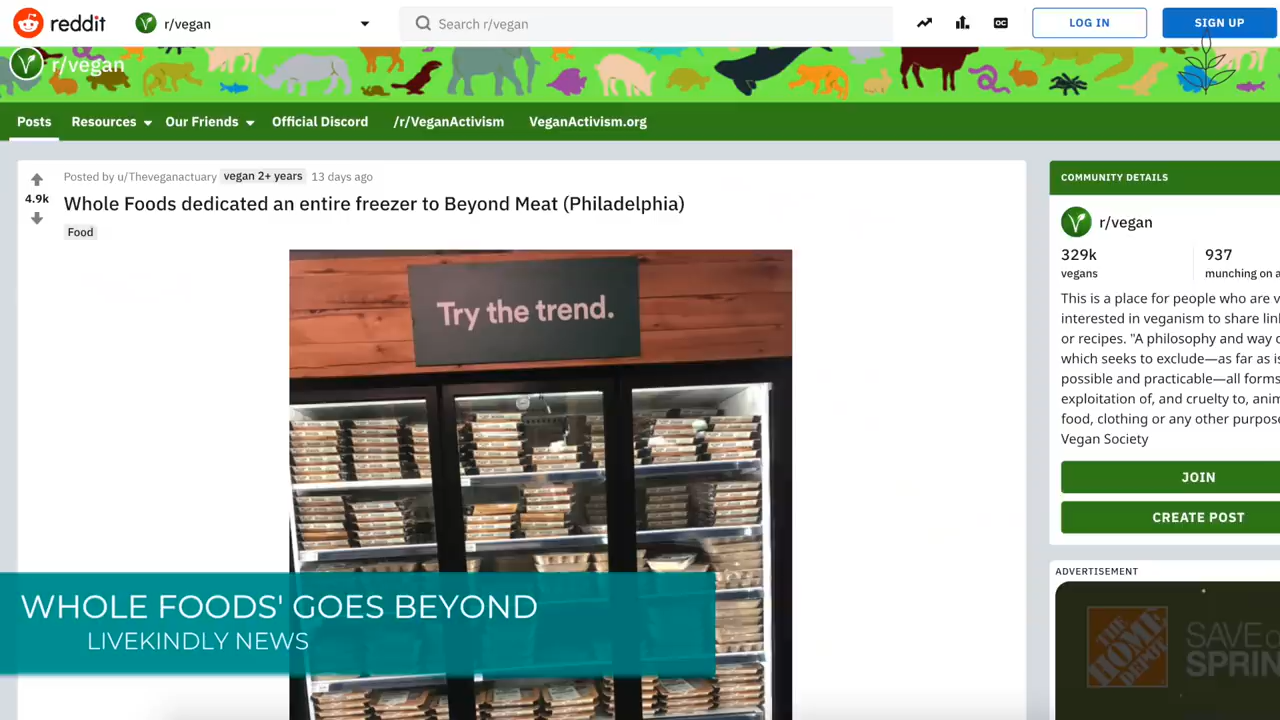 reddit
r/vegan
Search r/vegan
LOG IN
SIGN UP
r/vegan
Posts
Resources
Our Friends
Official Discord
/r/VeganActivism
VeganActivism.org
4.9k
Posted by u/Theveganactuary vegan 2+ years 13 days ago
Whole Foods dedicated an entire freezer to Beyond Meat (Philadelphia)
Food
Try the trend.
WHOLE FOODS' GOES BEYOND
LIVEKINDLY NEWS
COMMUNITY DETAILS
r/vegan
329k
937
vegans
munching on a
This is a place for people who are v
interested in veganism to share lin
or recipes. "A philosophy and way o
which seeks to exclude—as far as is
possible and practicable—all forms
exploitation of, and cruelty to, anim
food, clothing or any other purpose
Vegan Society
JOIN
CREATE POST
ADVERTISEMENT
THE HOME DEPOT
SAVE o
SPRIN